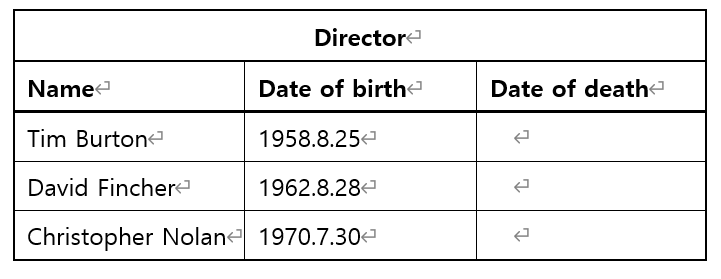 Director
Name Date of birth Date of death
Tim Burton 1958.8.25
David Fincher 1962.8.28
Christopher Nolan 1970.7.30